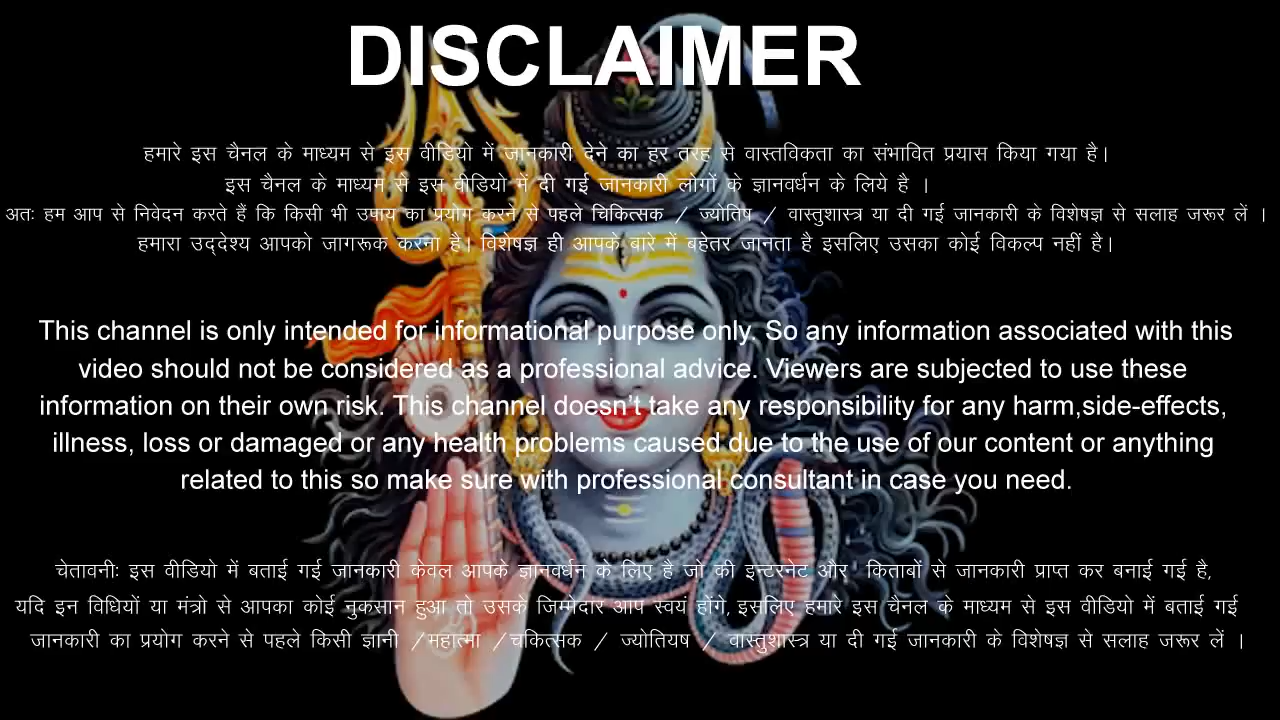 DISCLAIMER
हमारे इस चैनल के माध्यम से इस वीडियो में जानकारी देने का हर तरह से वास्तविकता का संभावित प्रयास किया गया है।
इस चैनल के माध्यम से इस वीडियो में दी गई जानकारी लोगों के ज्ञानवर्धन के लिये है ।
अतः हम आप से निवेदन करते हैं कि किसी भी उपाय का प्रयोग करने से पहले चिकित्सक / ज्योतिष / वास्तुशास्त्र या दी गई जानकारी के विशेषज्ञ से सलाह जरूर लें ।
हमारा उद्देश्य आपको जागरूक करना है। विशेषज्ञ ही आपके बारे में बहेतर जानता है इसलिए उसका कोई विकल्प नहीं है।
This channel is only intended for informational purpose only. So any information associated with this
video should not be considered as a professional advice. Viewers are subjected to use these
information on their own risk. This channel doesn't take any responsibility for any harm,side-effects,
illness, loss or damaged or any health problems caused due to the use of our content or anything
related to this so make sure with professional consultant in case you need.
चेतावनी: इस वीडियो में बताई गई जानकारी केवल आपके ज्ञानवर्धन के लिए है जो की इन्टरनेट और किताबों से जानकारी प्राप्त कर बनाई गई है,
यदि इन विधियों या मंत्रो से आपका कोई नुकसान हुआ तो उसके जिम्मेदार आप स्वयं होंगे, इसलिए हमारे इस चैनल के माध्यम से इस वीडियो में बताई गई
जानकारी का प्रयोग करने से पहले किसी ज्ञानी /महात्मा /चकित्सक / ज्योतियष / वास्तुशास्त्र या दी गई जानकारी के विशेषज्ञ से सलाह जरूर लें ।